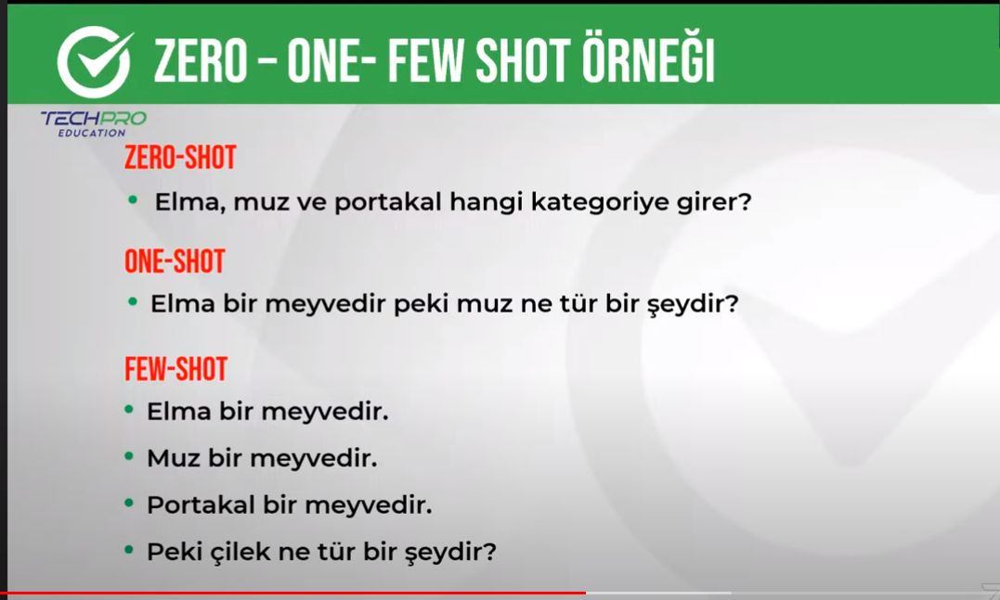 ZERO – ONE- FEW SHOT ÖRNEĞİ
TECHPRO
EDUCATION
ZERO-SHOT
• Elma, muz ve portakal hangi kategoriye girer?
ONE-SHOT
• Elma bir meyvedir peki muz ne tür bir şeydir?
FEW-SHOT
• Elma bir meyvedir.
• Muz bir meyvedir.
• Portakal bir meyvedir.
• Peki çilek ne tür bir şeydir?